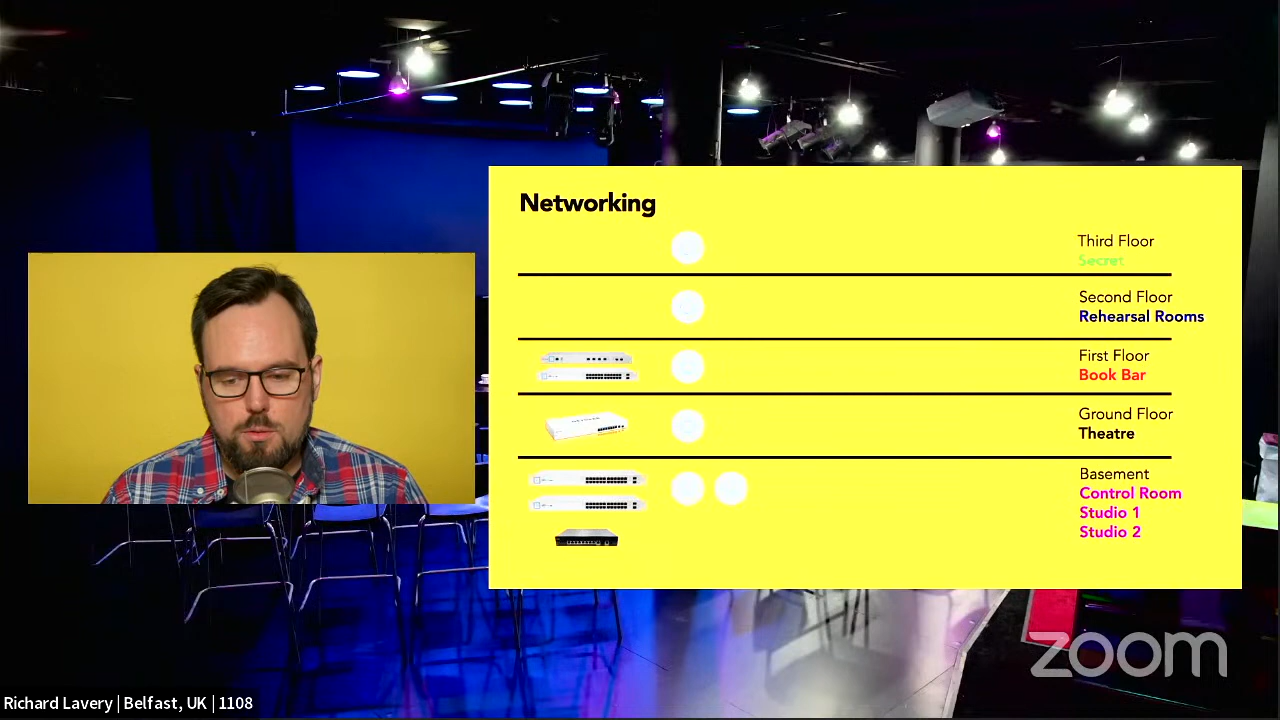 Networking
Third Floor
Secret
Second Floor
Rehearsal Rooms
First Floor
Book Bar
Ground Floor
Theatre
Basement
Control Room
Studio 1
Studio 2
zoom
Richard Lavery | Belfast, UK | 1108